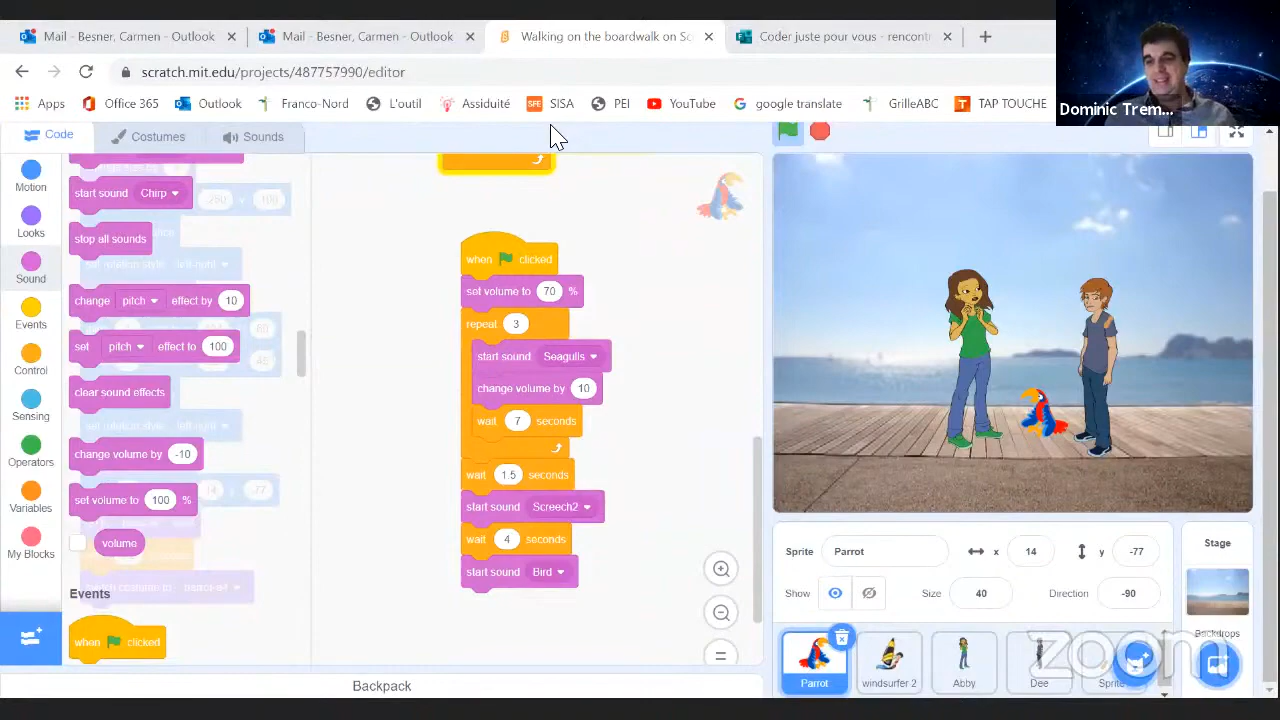 Mail - Besner, Carmen - Outlook
Mail - Besner, Carmen - Outlook
Walking on the boardwalk on Sc
Coder juste pour vous - rencontr
scratch.mit.edu/projects/487757990/editor
Dominic Trem...
Apps
Office 365
Outlook
Franco-Nord
L'outil
Assiduité
SFE SISA
PEI
YouTube
google translate
GrilleABC
T TAP TOUCHE
Code
Costumes
Sounds
Motion
Looks
Sound
Events
Control
Sensing
Operators
Variables
My Blocks
start sound Chirp
stop all sounds
change pitch effect by 10
set pitch effect to 100
clear sound effects
change volume by -10
set volume to 100 %
volume
Events
when clicked
when clicked
set volume to 70 %
repeat 3
start sound Seagulls
change volume by 10
wait 7 seconds
wait 1.5 seconds
start sound Screech2
wait 4 seconds
start sound Bird
Backpack
Sprite Parrot x 14 y -77
Show Size 40 Direction -90
Parrot
windsurfer 2
Abby
Dee
Stage
Backdrops
zoom